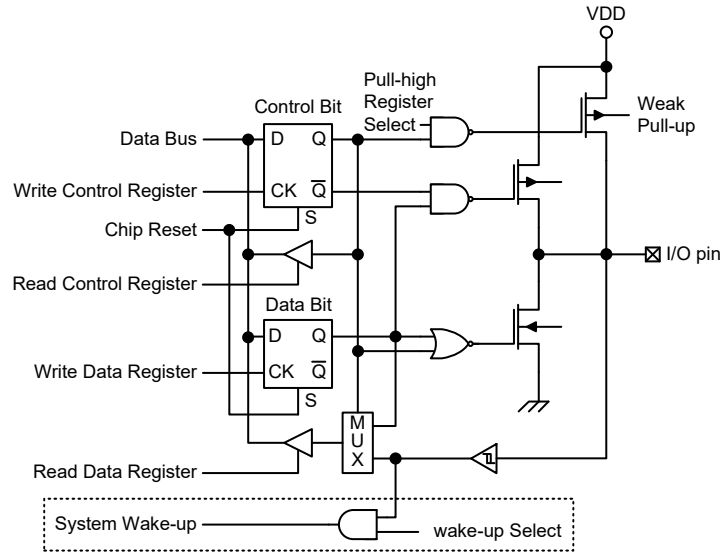 VDD
Pull-high
Register
Select
Weak
Pull-up
Control Bit
Data Bus
D
Q
Write Control Register
CK
Q
S
Chip Reset
I/O pin
Read Control Register
Data Bit
D
Q
Write Data Register
CK
Q
S
M
U
X
Read Data Register
System Wake-up
wake-up Select